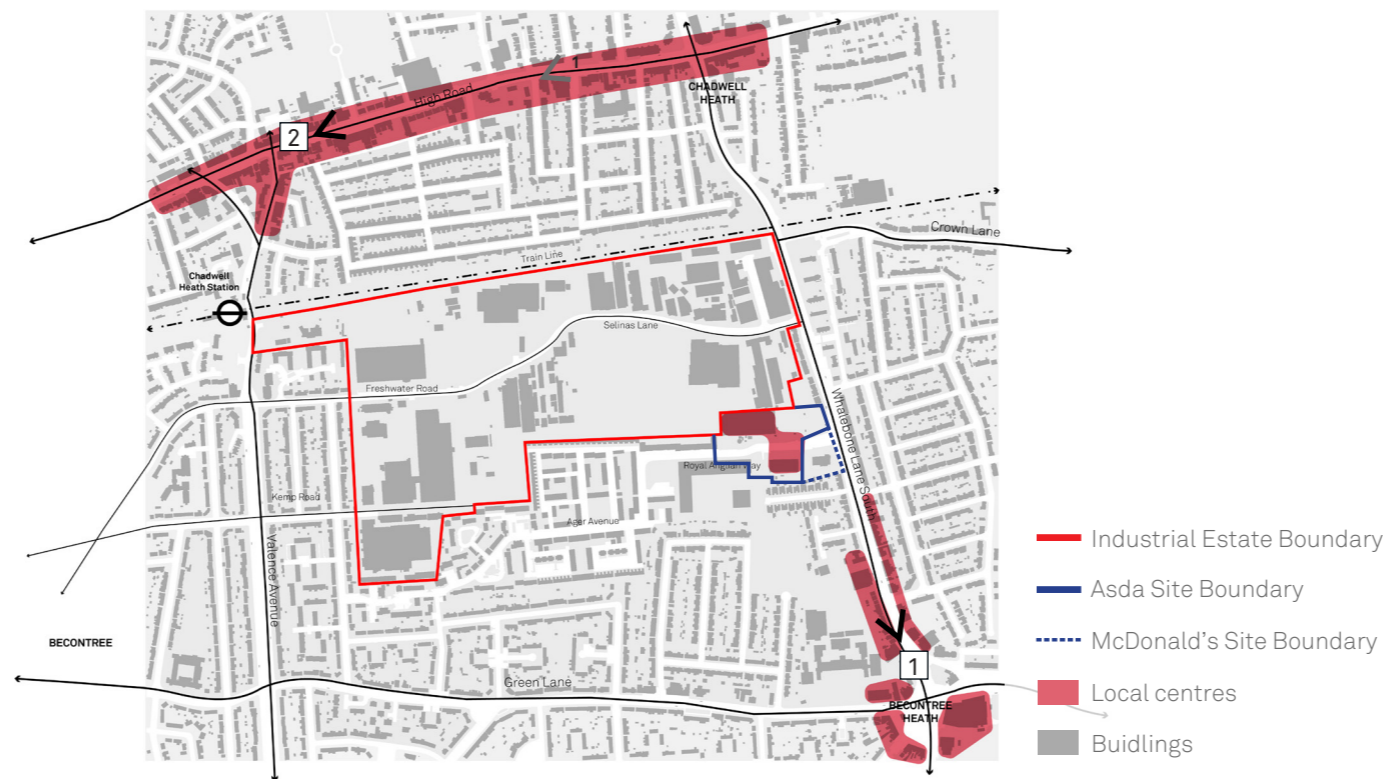 1
High Road
CHADWELL
HEATH
2
Crown Lane
Train Line
Chadwell
Heath Station
Selinas Lane
Freshwater Road
Whalebone Lane South
Royal Anglian Way
Kemp Road
Ager Avenue
Valence Avenue
BECONTREE
Green Lane
1
BECONTREE
HEATH
Industrial Estate Boundary
Asda Site Boundary
McDonald's Site Boundary
Local centres
Buidlings